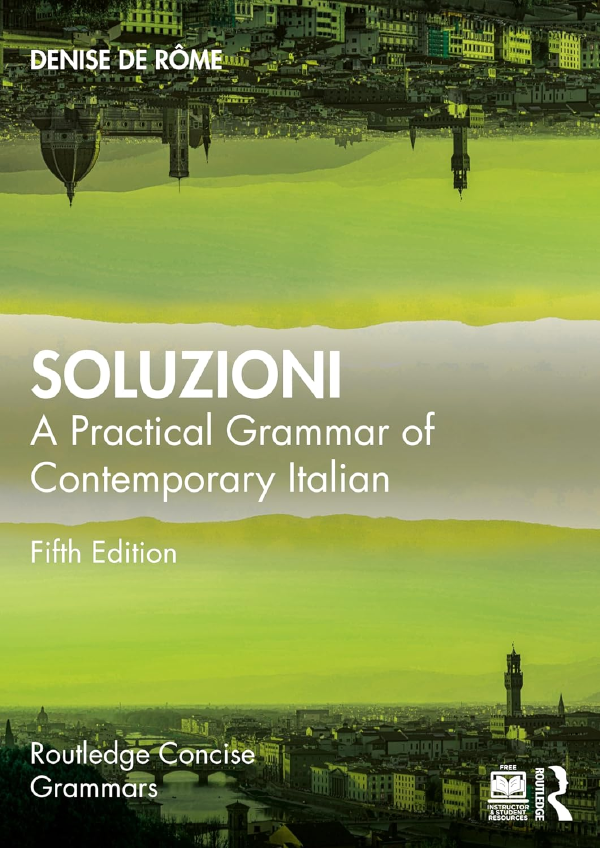 DENISE DE RÔME
SOLUZIONI
A Practical Grammar of
Contemporary Italian
Fifth Edition
Routledge Concise
Grammars
FREE
INSTRUCTOR
& STUDENT
RESOURCES
ROUTLEDGE